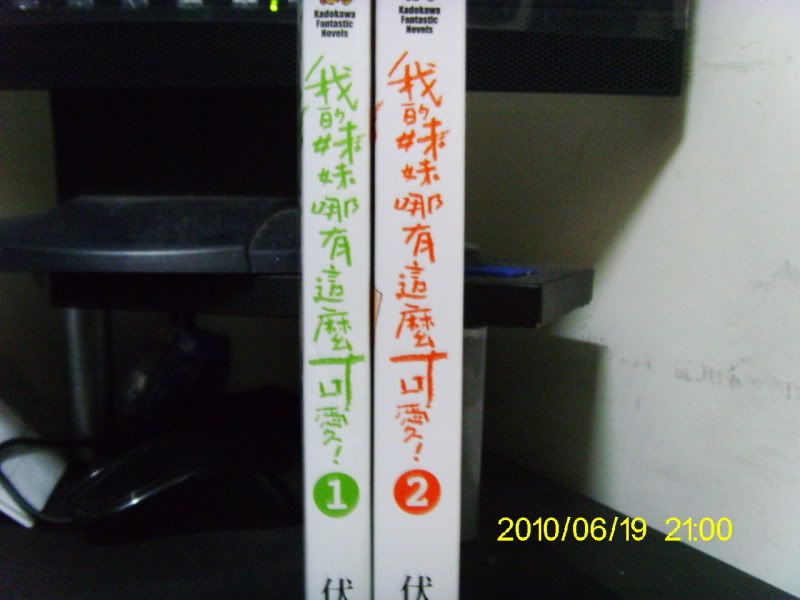 Kadokawa
Fantastic
Novels
我的妹妹哪有這麼可愛!
1
伏
Kadokawa
Fantastic
Novels
我的妹妹哪有這麼可愛!
2
伏
2010/06/19 21:00